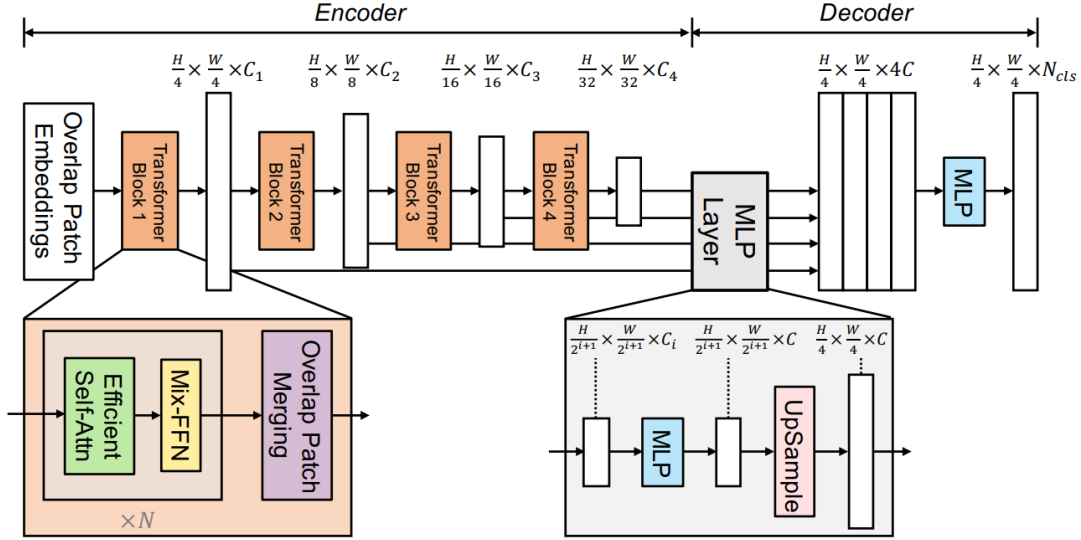 Encoder
Decoder
H/4 × W/4 × C₁
H/8 × W/8 × C₂
H/16 × W/16 × C₃
H/32 × W/32 × C₄
H/4 × W/4 × 4C
H/4 × W/4 × N_cls
Overlap Patch
Embeddings
Transformer
Block 1
Transformer
Block 2
Transformer
Block 3
Transformer
Block 4
MLP
Layer
MLP
Efficient
Self-Attn
Mix-FFN
Overlap Patch
Merging
×N
H/2^(i+1) × W/2^(i+1) × C_i
H/2^(i+1) × W/2^(i+1) × C
H/4 × W/4 × C
MLP
UpSample